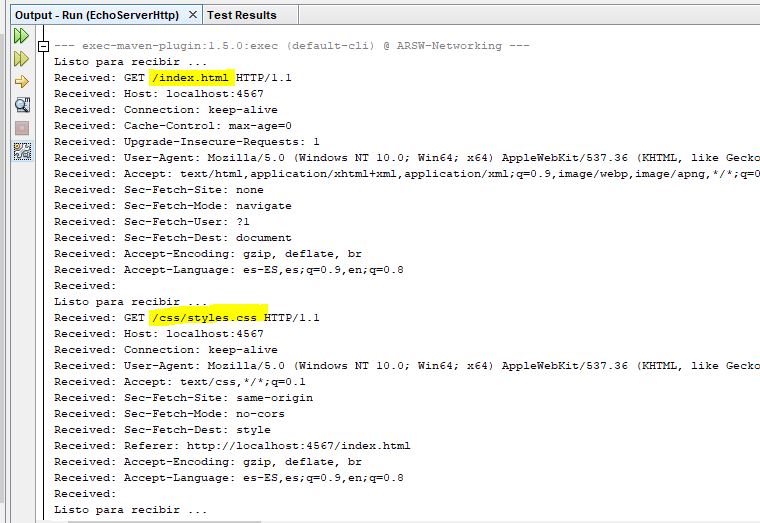 Output - Run (EchoServerHttp) × Test Results
--- exec-maven-plugin:1.5.0:exec (default-cli) @ ARSW-Networking ---
Listo para recibir ...
Received: GET /index.html HTTP/1.1
Received: Host: localhost:4567
Received: Connection: keep-alive
Received: Cache-Control: max-age=0
Received: Upgrade-Insecure-Requests: 1
Received: User-Agent: Mozilla/5.0 (Windows NT 10.0; Win64; x64) AppleWebKit/537.36 (KHTML, like Gecko
Received: Accept: text/html,application/xhtml+xml,application/xml;q=0.9,image/webp,image/apng,*/*;q=0
Received: Sec-Fetch-Site: none
Received: Sec-Fetch-Mode: navigate
Received: Sec-Fetch-User: ?1
Received: Sec-Fetch-Dest: document
Received: Accept-Encoding: gzip, deflate, br
Received: Accept-Language: es-ES,es;q=0.9,en;q=0.8
Received:
Listo para recibir ...
Received: GET /css/styles.css HTTP/1.1
Received: Host: localhost:4567
Received: Connection: keep-alive
Received: User-Agent: Mozilla/5.0 (Windows NT 10.0; Win64; x64) AppleWebKit/537.36 (KHTML, like Gecko
Received: Accept: text/css,*/*;q=0.1
Received: Sec-Fetch-Site: same-origin
Received: Sec-Fetch-Mode: no-cors
Received: Sec-Fetch-Dest: style
Received: Referer: http://localhost:4567/index.html
Received: Accept-Encoding: gzip, deflate, br
Received: Accept-Language: es-ES,es;q=0.9,en;q=0.8
Received:
Listo para recibir ...